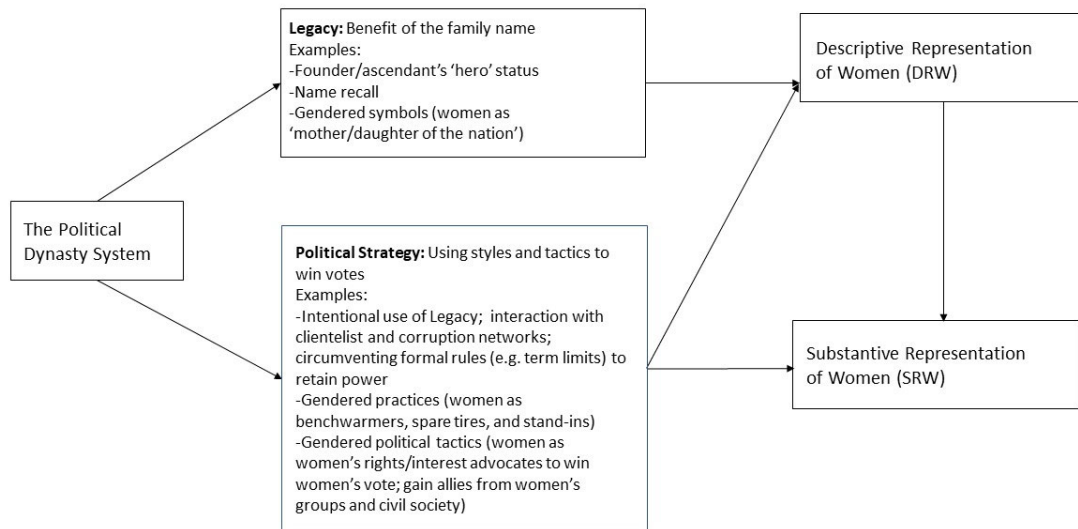 The Political
Dynasty System
Legacy: Benefit of the family name
Examples:
-Founder/ascendant’s ‘hero’ status
-Name recall
-Gendered symbols (women as
‘mother/daughter of the nation’)
Political Strategy: Using styles and tactics to
win votes
Examples:
-Intentional use of Legacy; interaction with
clientelist and corruption networks;
circumventing formal rules (e.g. term limits) to
retain power
-Gendered practices (women as
benchwarmers, spare tires, and stand-ins)
-Gendered political tactics (women as
women’s rights/interest advocates to win
women’s vote; gain allies from women’s
groups and civil society)
Descriptive Representation
of Women (DRW)
Substantive Representation
of Women (SRW)